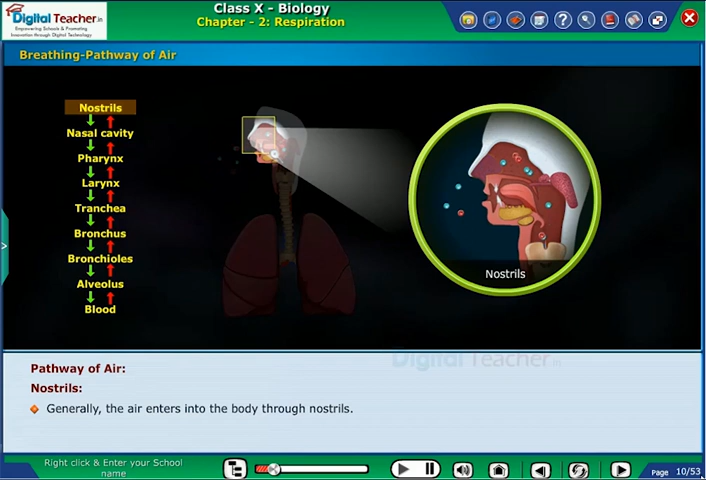 Digital Teacher.in
Empowering Schools & Promoting
Innovation through Digital Technology
Class X - Biology
Chapter - 2: Respiration
Breathing-Pathway of Air
Nostrils
Nasal cavity
Pharynx
Larynx
Tranchea
Bronchus
Bronchioles
Alveolus
Blood
Nostrils
Digital Teacher.in
Pathway of Air:
Nostrils:
Generally, the air enters into the body through nostrils.
Right click & Enter your School
name
Page 10/53